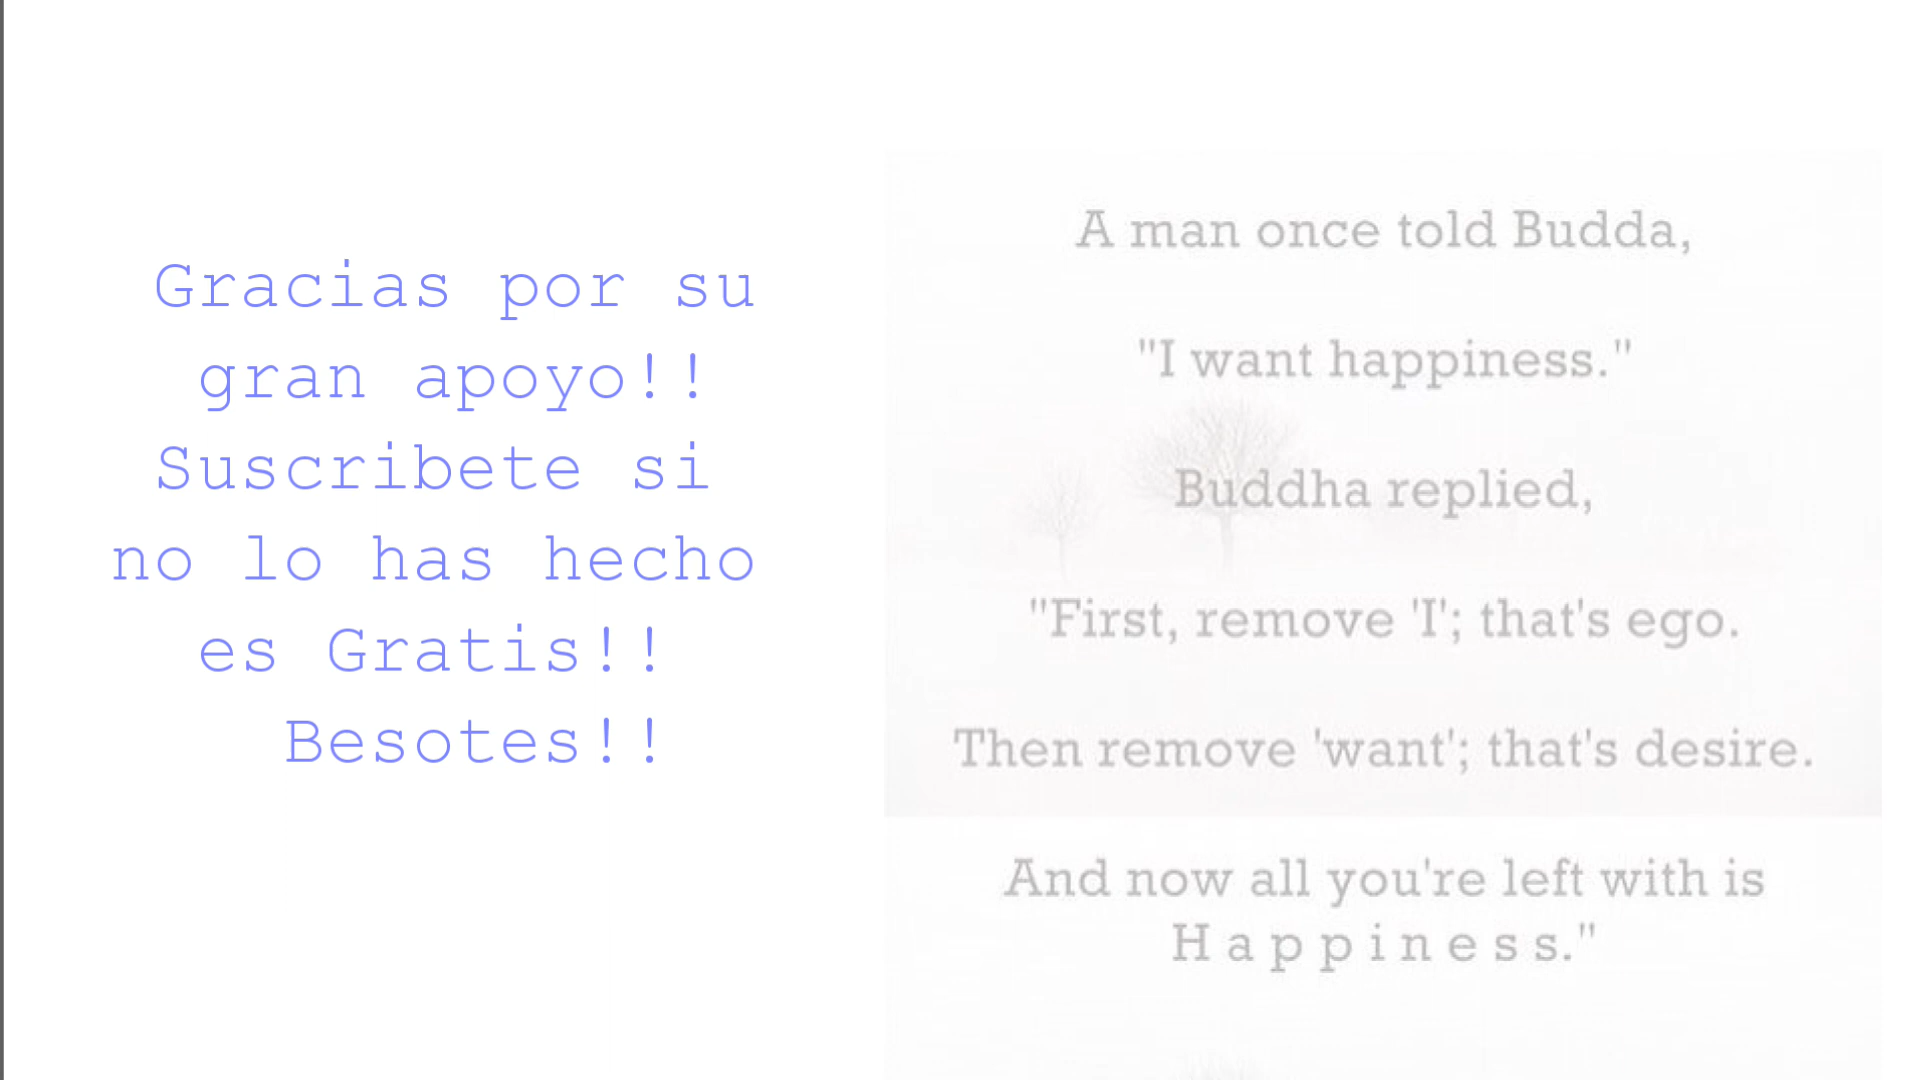 Gracias por su
gran apoyo!!
Suscribete si
no lo has hecho
es Gratis!!
Besotes!!
A man once told Budda,
"I want happiness."
Buddha replied,
"First, remove 'I'; that's ego.
Then remove 'want'; that's desire.
And now all you're left with is
H a p p i n e s s."